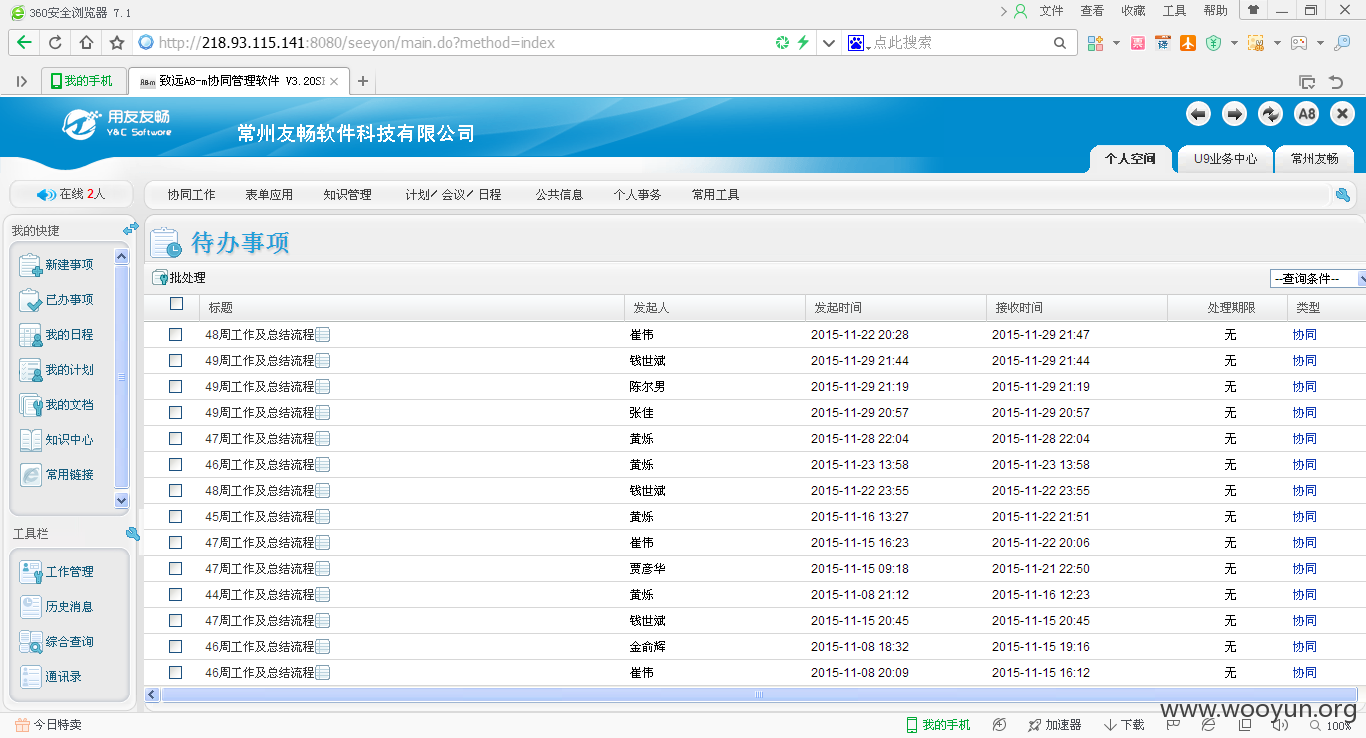 360安全浏览器 7.1
文件 查看 收藏 工具 帮助
http://218.93.115.141:8080/seeyon/main.do?method=index
点此搜索
我的手机
A8-m 致远A8-m协同管理软件 V3.20S
用友友畅
Y&C Software
常州友畅软件科技有限公司
A8
个人空间 U9业务中心 常州友畅
在线 2人
协同工作 表单应用 知识管理 计划/ 会议/ 日程 公共信息 个人事务 常用工具
我的快捷
新建事项
已办事项
我的日程
我的计划
我的文档
知识中心
常用链接
工具栏
工作管理
历史消息
综合查询
通讯录
待办事项
批处理
--查询条件--
标题 发起人 发起时间 接收时间 处理期限 类型
48周工作及总结流程 崔伟 2015-11-22 20:28 2015-11-29 21:47 无 协同
49周工作及总结流程 钱世斌 2015-11-29 21:44 2015-11-29 21:44 无 协同
49周工作及总结流程 陈尔男 2015-11-29 21:19 2015-11-29 21:19 无 协同
49周工作及总结流程 张佳 2015-11-29 20:57 2015-11-29 20:57 无 协同
47周工作及总结流程 黄烁 2015-11-28 22:04 2015-11-28 22:04 无 协同
46周工作及总结流程 黄烁 2015-11-23 13:58 2015-11-23 13:58 无 协同
48周工作及总结流程 钱世斌 2015-11-22 23:55 2015-11-22 23:55 无 协同
45周工作及总结流程 黄烁 2015-11-16 13:27 2015-11-22 21:51 无 协同
47周工作及总结流程 崔伟 2015-11-15 16:23 2015-11-22 20:06 无 协同
47周工作及总结流程 贾彦华 2015-11-15 09:18 2015-11-21 22:50 无 协同
44周工作及总结流程 黄烁 2015-11-08 21:12 2015-11-16 12:23 无 协同
47周工作及总结流程 钱世斌 2015-11-15 20:45 2015-11-15 20:45 无 协同
46周工作及总结流程 金俞辉 2015-11-08 18:32 2015-11-15 19:16 无 协同
46周工作及总结流程 崔伟 2015-11-08 20:09 2015-11-15 16:12 无 协同
www.wooyun.org
今日特卖
我的手机 加速器 下载 100%